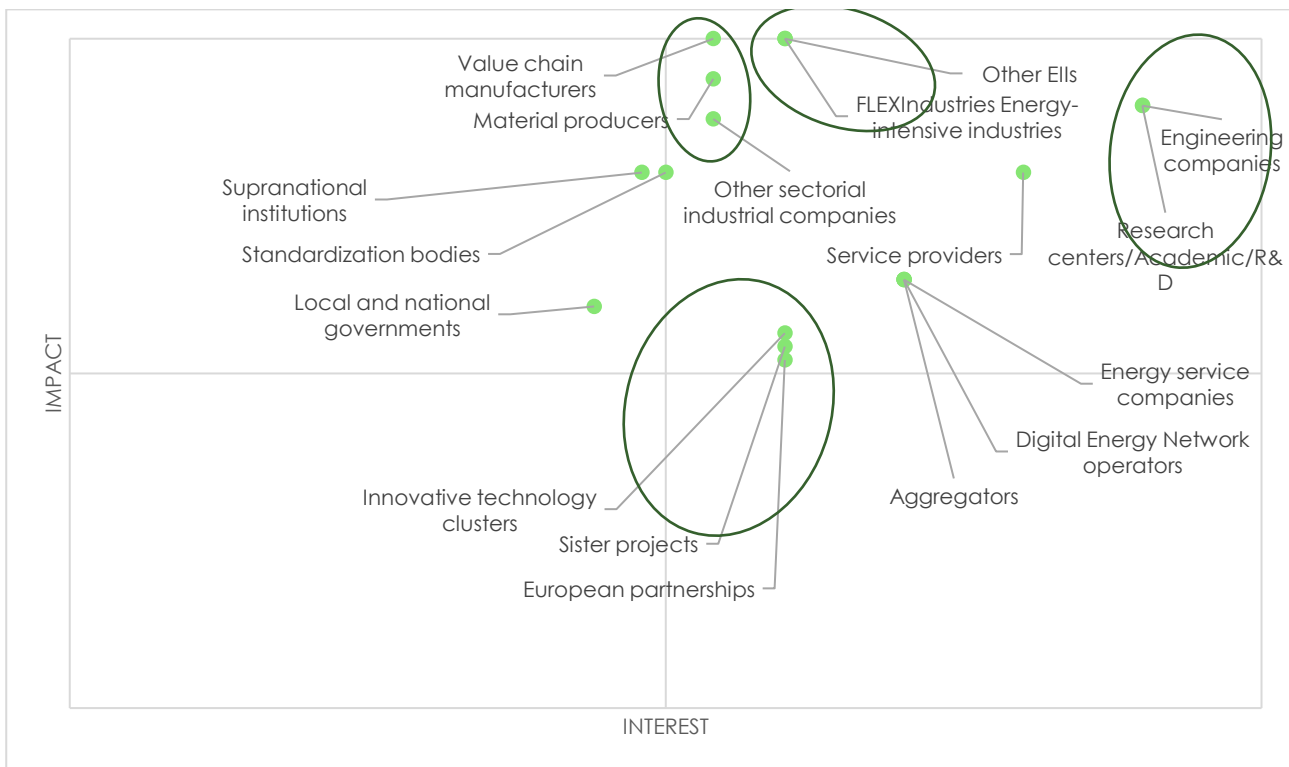 Value chain
manufacturers
Other EIIs
Material producers
FLEXIndustries Energy-
intensive industries
Engineering
companies
Supranational
institutions
Other sectorial
industrial companies
Standardization bodies
Service providers
Research
centers/Academic/R&
D
Local and national
governments
IMPACT
Energy service
companies
Digital Energy Network
operators
Innovative technology
clusters
Aggregators
Sister projects
European partnerships
INTEREST